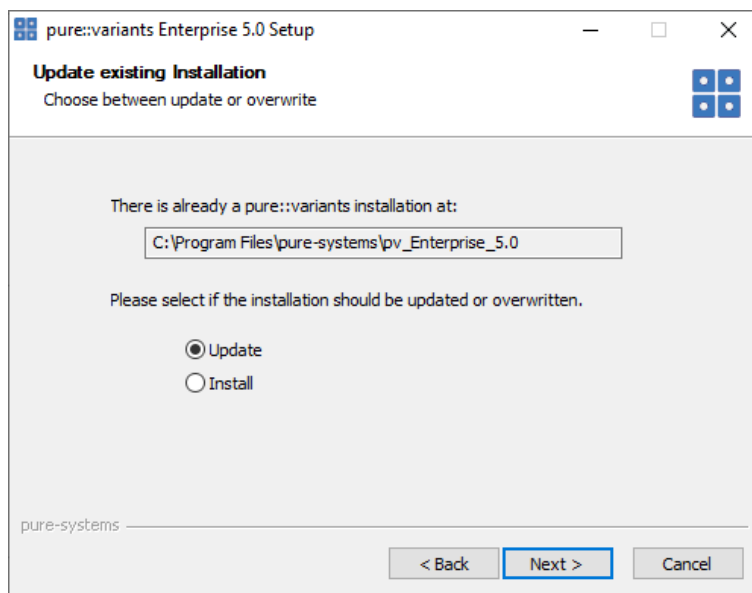 pure::variants Enterprise 5.0 Setup
Update existing Installation
Choose between update or overwrite
There is already a pure::variants installation at:
C:\Program Files\pure-systems\pv_Enterprise_5.0
Please select if the installation should be updated or overwritten.
Update
Install
pure-systems
< Back Next > Cancel